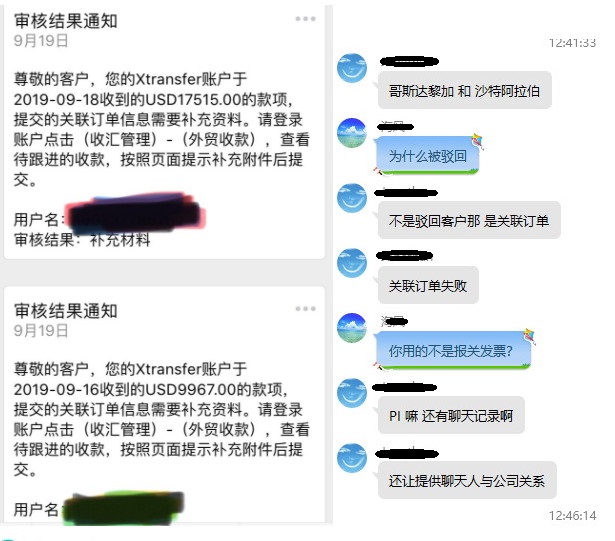 审核结果通知
9月19日
尊敬的客户，您的Xtransfer账户于
2019-09-18收到的USD17515.00的款项，
提交的关联订单信息需要补充资料。请登录
账户点击（收汇管理）-（外贸收款），查看
待跟进的收款，按照页面提示补充附件后提
交。
用户名:
审核结果：补充材料
审核结果通知
9月19日
尊敬的客户，您的Xtransfer账户于
2019-09-16收到的USD9967.00的款项，
提交的关联订单信息需要补充资料。请登录
账户点击（收汇管理）-（外贸收款），查看
待跟进的收款，按照页面提示补充附件后提
交。
用户名:
12:41:33
哥斯达黎加 和 沙特阿拉伯
为什么被驳回
不是驳回客户那 是关联订单
关联订单失败
你用的不是报关发票?
PI 嘛 还有聊天记录啊
还让提供聊天人与公司关系
12:46:14